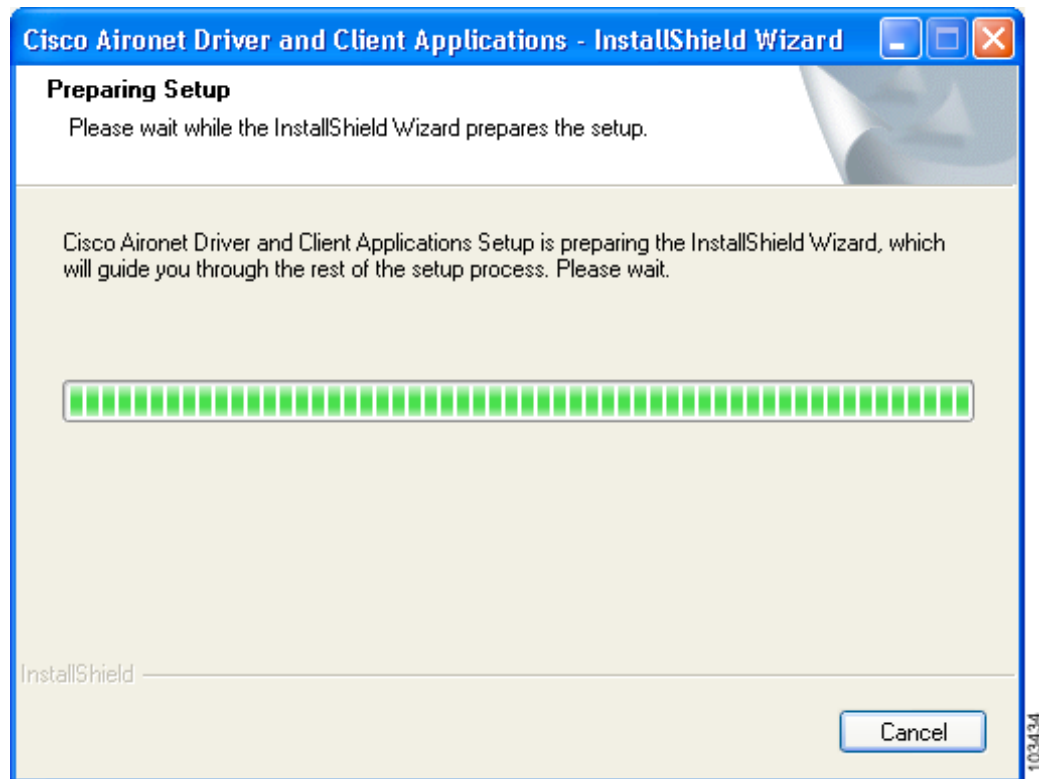 Cisco Aironet Driver and Client Applications - InstallShield Wizard
Preparing Setup
Please wait while the InstallShield Wizard prepares the setup.
Cisco Aironet Driver and Client Applications Setup is preparing the InstallShield Wizard, which
will guide you through the rest of the setup process. Please wait.
InstallShield
Cancel
103434